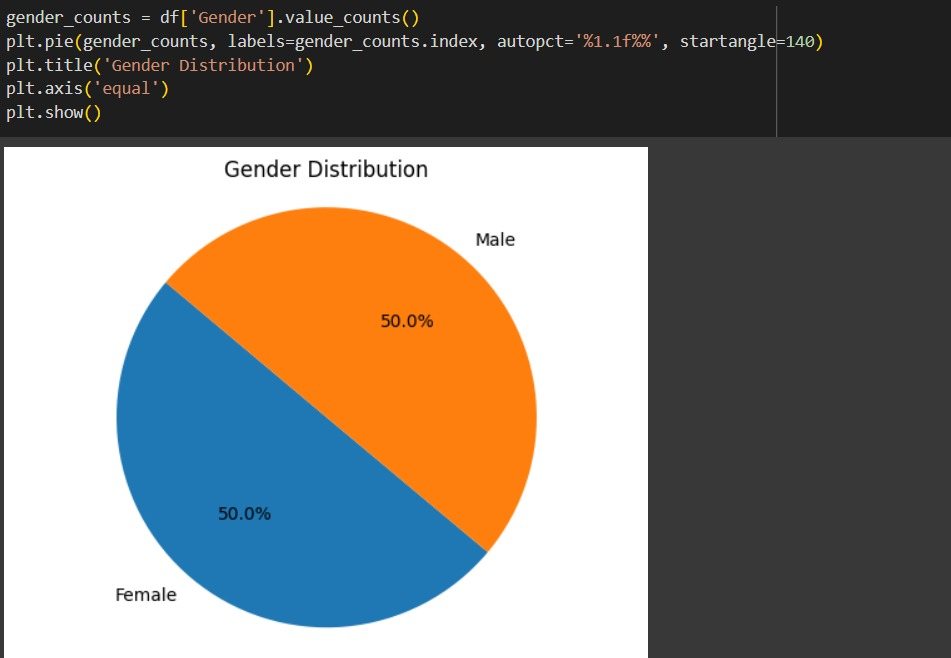 gender_counts = df['Gender'].value_counts()
plt.pie(gender_counts, labels=gender_counts.index, autopct='%1.1f%%', startangle=140)
plt.title('Gender Distribution')
plt.axis('equal')
plt.show()
Gender Distribution
Male
50.0%
50.0%
Female